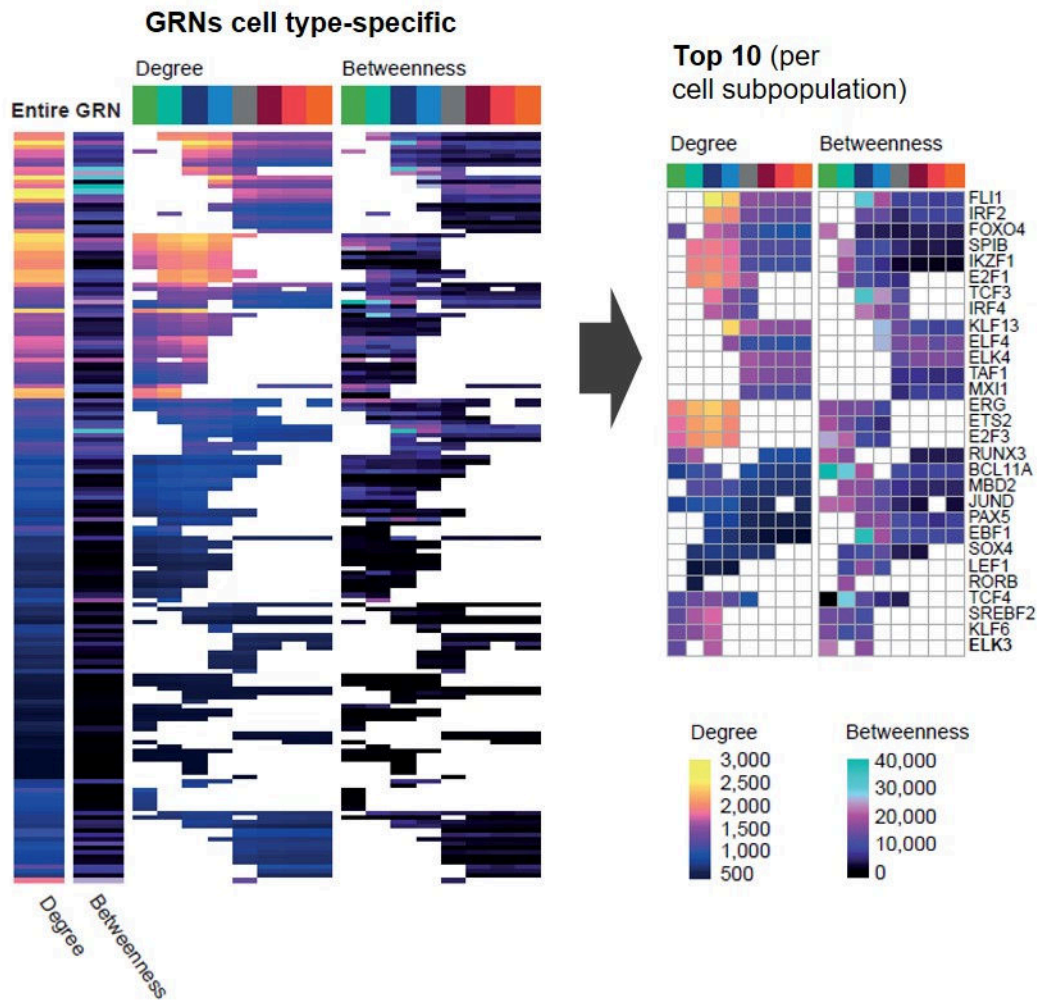 GRNs cell type-specific
Degree
Betweenness
Entire GRN
Degree
Betweenness
Top 10 (per
cell subpopulation)
Degree
Betweenness
FLI1
IRF2
FOXO4
SPIB
IKZF1
E2F1
TCF3
IRF4
KLF13
ELF4
ELK4
TAF1
MXI1
ERG
ETS2
E2F3
RUNX3
BCL11A
MBD2
JUND
PAX5
EBF1
SOX4
LEF1
RORB
TCF4
SREBF2
KLF6
ELK3
Degree
3,000
2,500
2,000
1,500
1,000
500
Betweenness
40,000
30,000
20,000
10,000
0